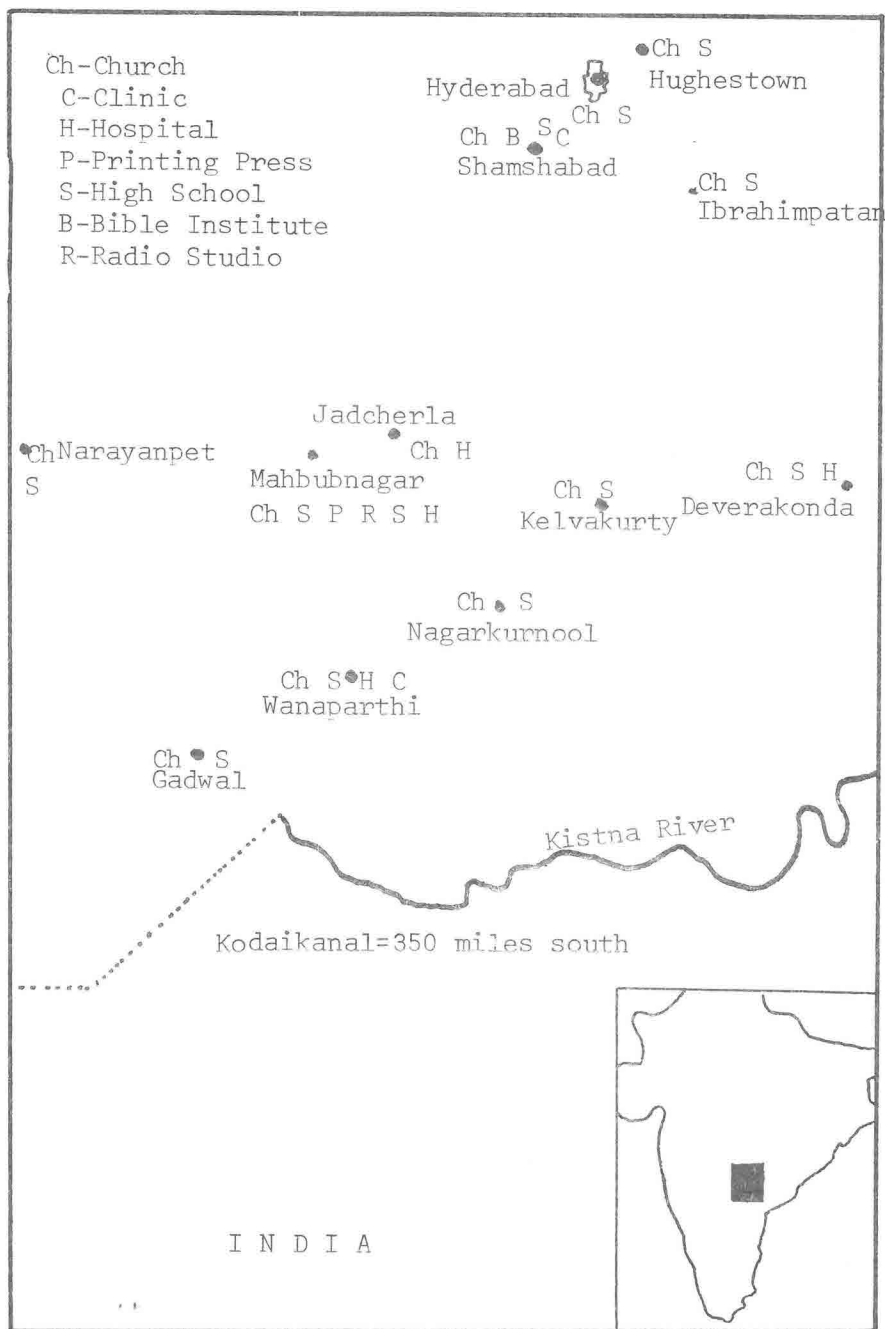 Ch-Church
C-Clinic
H-Hospital
P-Printing Press
S-High School
B-Bible Institute
R-Radio Studio
Ch S
Hughestown
Hyderabad
Ch S
Ch B S C
Shamshabad
Ch S
Ibrahimpatan
Ch Narayanpet
S
Jadcherla
Ch H
Mahbubnagar
Ch S P R S H
Ch S
Kelvakurty
Ch S H
Deverakonda
Ch S
Nagarkurnool
Ch S H C
Wanaparthi
Ch S
Gadwal
Kistna River
Kodaikanal=350 miles south
I N D I A